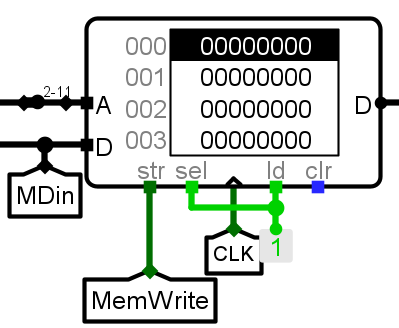 000 00000000
2-11
001 00000000
A 002 00000000 D
D 003 00000000
str sel ld clr
MDin
CLK 1
MemWrite